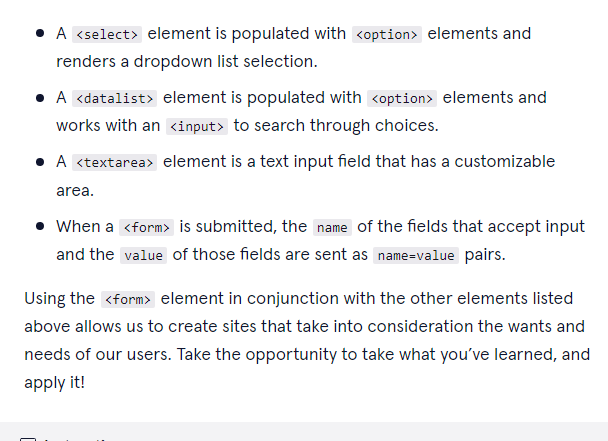 A <select> element is populated with <option> elements and
renders a dropdown list selection.
A <datalist> element is populated with <option> elements and
works with an <input> to search through choices.
A <textarea> element is a text input field that has a customizable
area.
When a <form> is submitted, the name of the fields that accept input
and the value of those fields are sent as name=value pairs.
Using the <form> element in conjunction with the other elements listed
above allows us to create sites that take into consideration the wants and
needs of our users. Take the opportunity to take what you’ve learned, and
apply it!